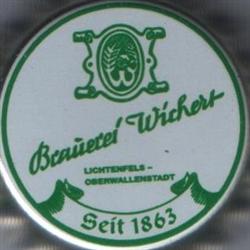 Brauerei Wichert
LICHTENFELS –
OBERWALLENSTADT
Seit 1863